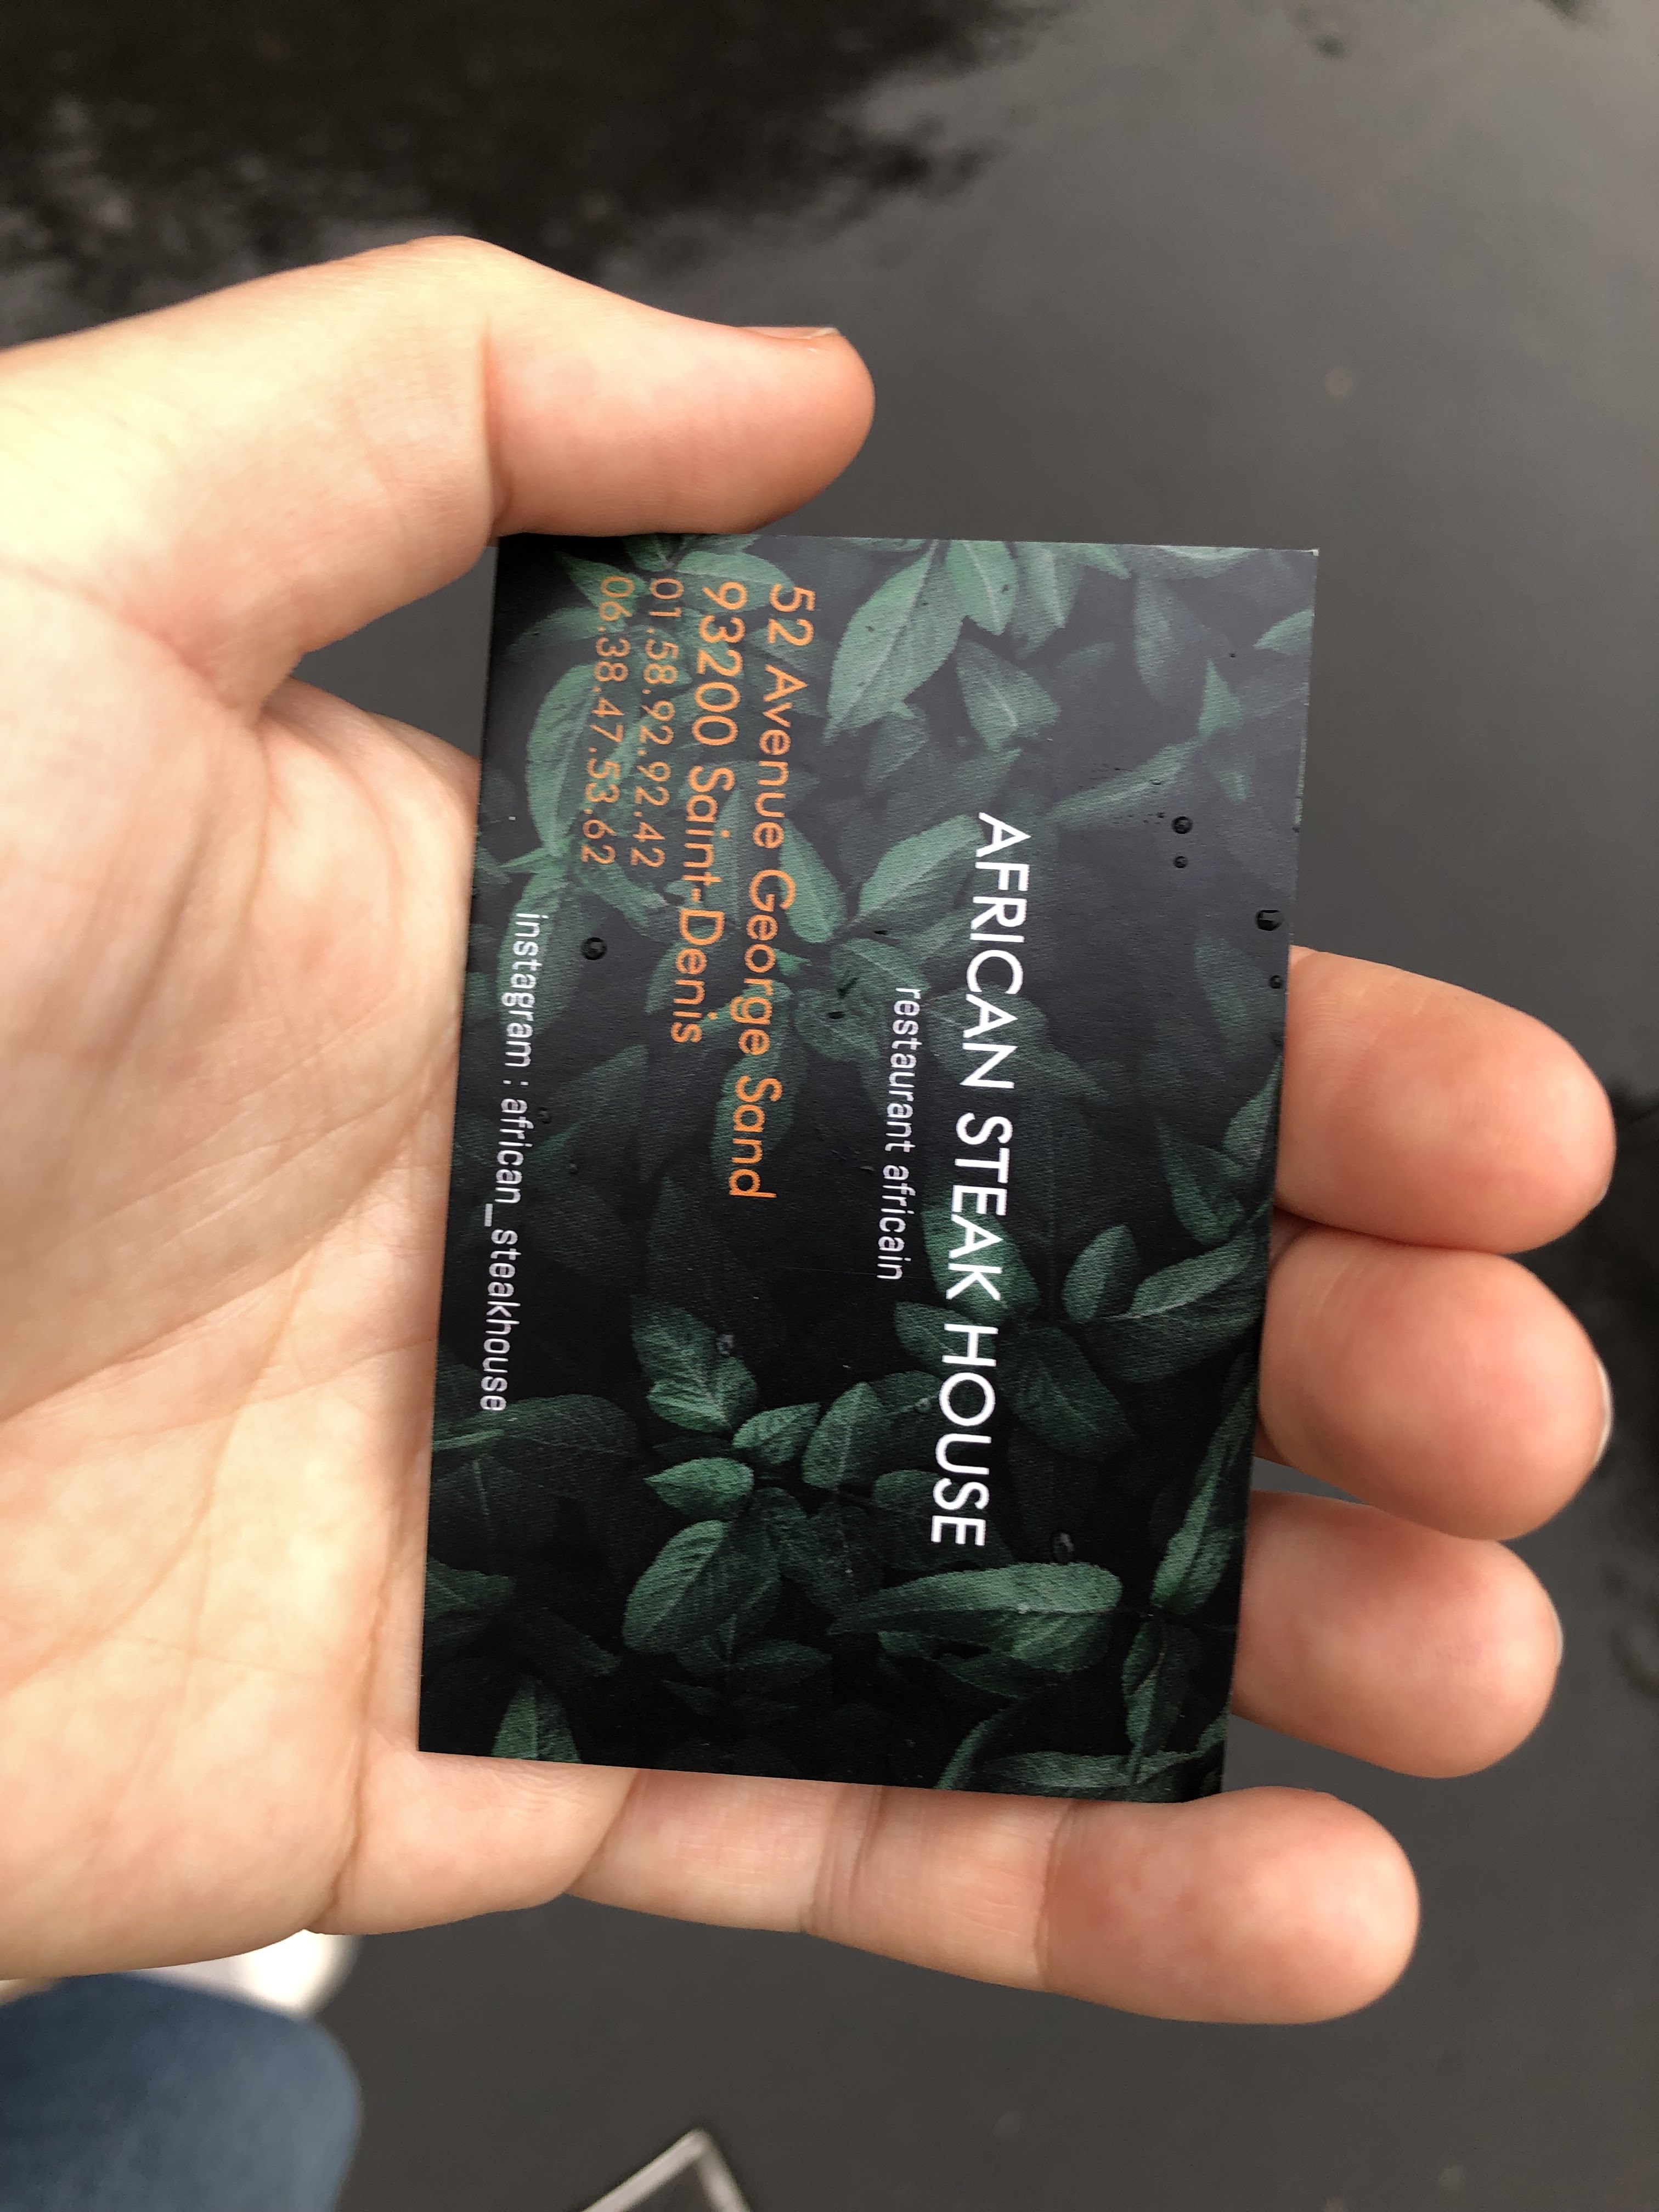 AFRICAN STEAK HOUSE
restaurant africain
52 Avenue George Sand
93200 Saint-Denis
01.58.92.92.42
06.38.47.53.62
instagram : african_steakhouse